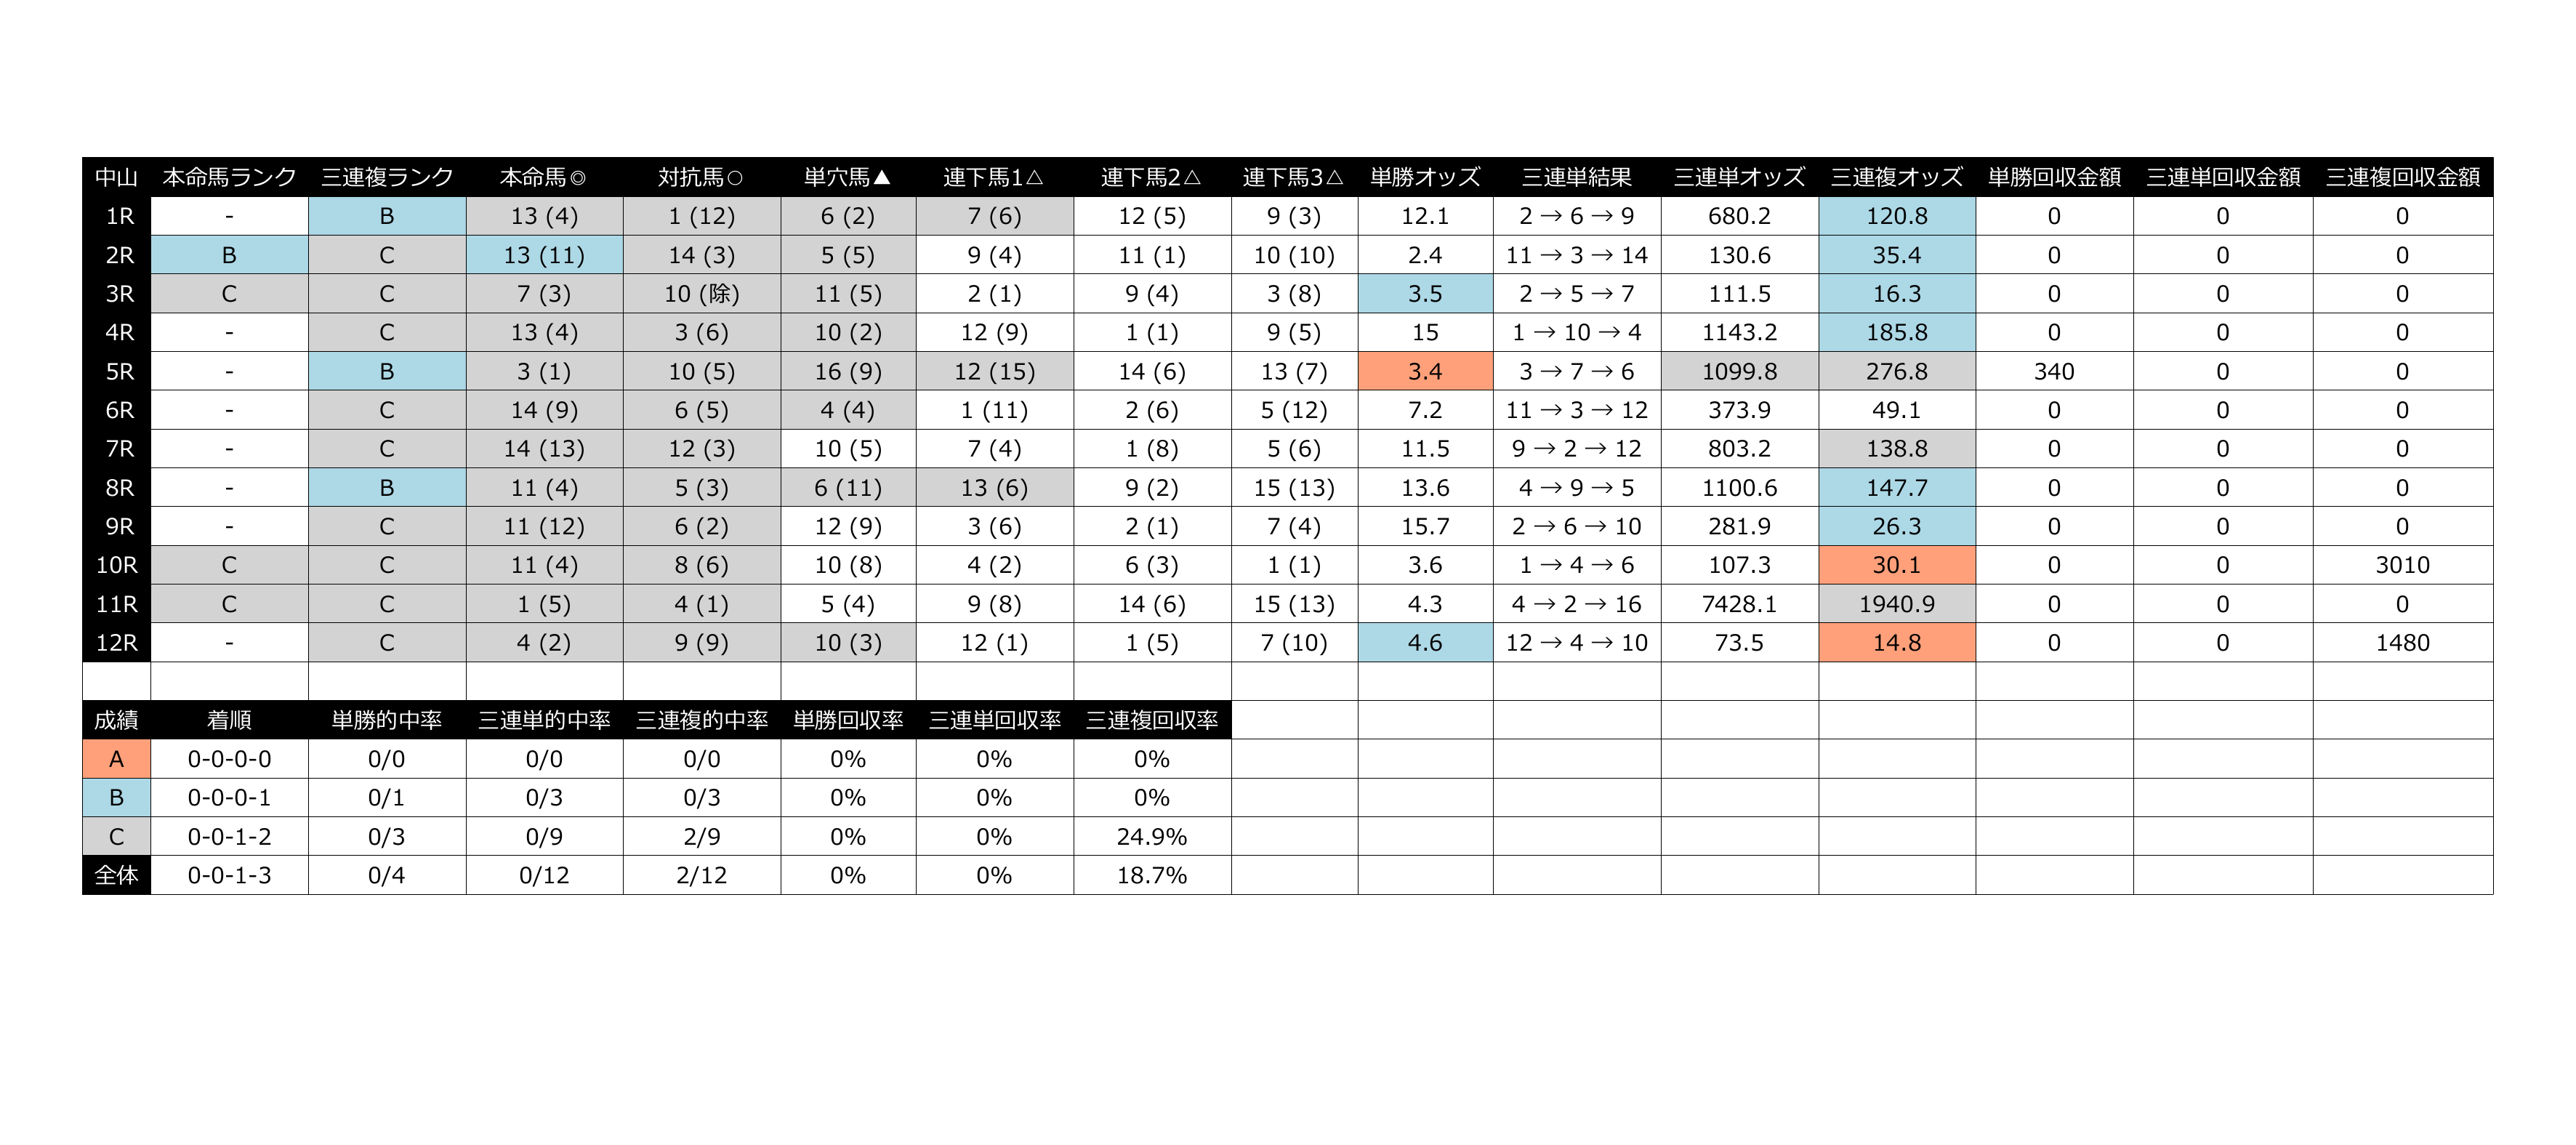 中山 本命馬ランク 三連複ランク 本命馬◎ 対抗馬○ 単穴馬▲ 連下馬1△ 連下馬2△ 連下馬3△ 単勝オッズ 三連単結果 三連単オッズ 三連複オッズ 単勝回収金額 三連単回収金額 三連複回収金額
1R - B 13 (4) 1 (12) 6 (2) 7 (6) 12 (5) 9 (3) 12.1 2 → 6 → 9 680.2 120.8 0 0 0
2R B C 13 (11) 14 (3) 5 (5) 9 (4) 11 (1) 10 (10) 2.4 11 → 3 → 14 130.6 35.4 0 0 0
3R C C 7 (3) 10 (除) 11 (5) 2 (1) 9 (4) 3 (8) 3.5 2 → 5 → 7 111.5 16.3 0 0 0
4R - C 13 (4) 3 (6) 10 (2) 12 (9) 1 (1) 9 (5) 15 1 → 10 → 4 1143.2 185.8 0 0 0
5R - B 3 (1) 10 (5) 16 (9) 12 (15) 14 (6) 13 (7) 3.4 3 → 7 → 6 1099.8 276.8 340 0 0
6R - C 14 (9) 6 (5) 4 (4) 1 (11) 2 (6) 5 (12) 7.2 11 → 3 → 12 373.9 49.1 0 0 0
7R - C 14 (13) 12 (3) 10 (5) 7 (4) 1 (8) 5 (6) 11.5 9 → 2 → 12 803.2 138.8 0 0 0
8R - B 11 (4) 5 (3) 6 (11) 13 (6) 9 (2) 15 (13) 13.6 4 → 9 → 5 1100.6 147.7 0 0 0
9R - C 11 (12) 6 (2) 12 (9) 3 (6) 2 (1) 7 (4) 15.7 2 → 6 → 10 281.9 26.3 0 0 0
10R C C 11 (4) 8 (6) 10 (8) 4 (2) 6 (3) 1 (1) 3.6 1 → 4 → 6 107.3 30.1 0 0 3010
11R C C 1 (5) 4 (1) 5 (4) 9 (8) 14 (6) 15 (13) 4.3 4 → 2 → 16 7428.1 1940.9 0 0 0
12R - C 4 (2) 9 (9) 10 (3) 12 (1) 1 (5) 7 (10) 4.6 12 → 4 → 10 73.5 14.8 0 0 1480
成績 着順 単勝的中率 三連単的中率 三連複的中率 単勝回収率 三連単回収率 三連複回収率
A 0-0-0-0 0/0 0/0 0/0 0% 0% 0%
B 0-0-0-1 0/1 0/3 0/3 0% 0% 0%
C 0-0-1-2 0/3 0/9 2/9 0% 0% 24.9%
全体 0-0-1-3 0/4 0/12 2/12 0% 0% 18.7%